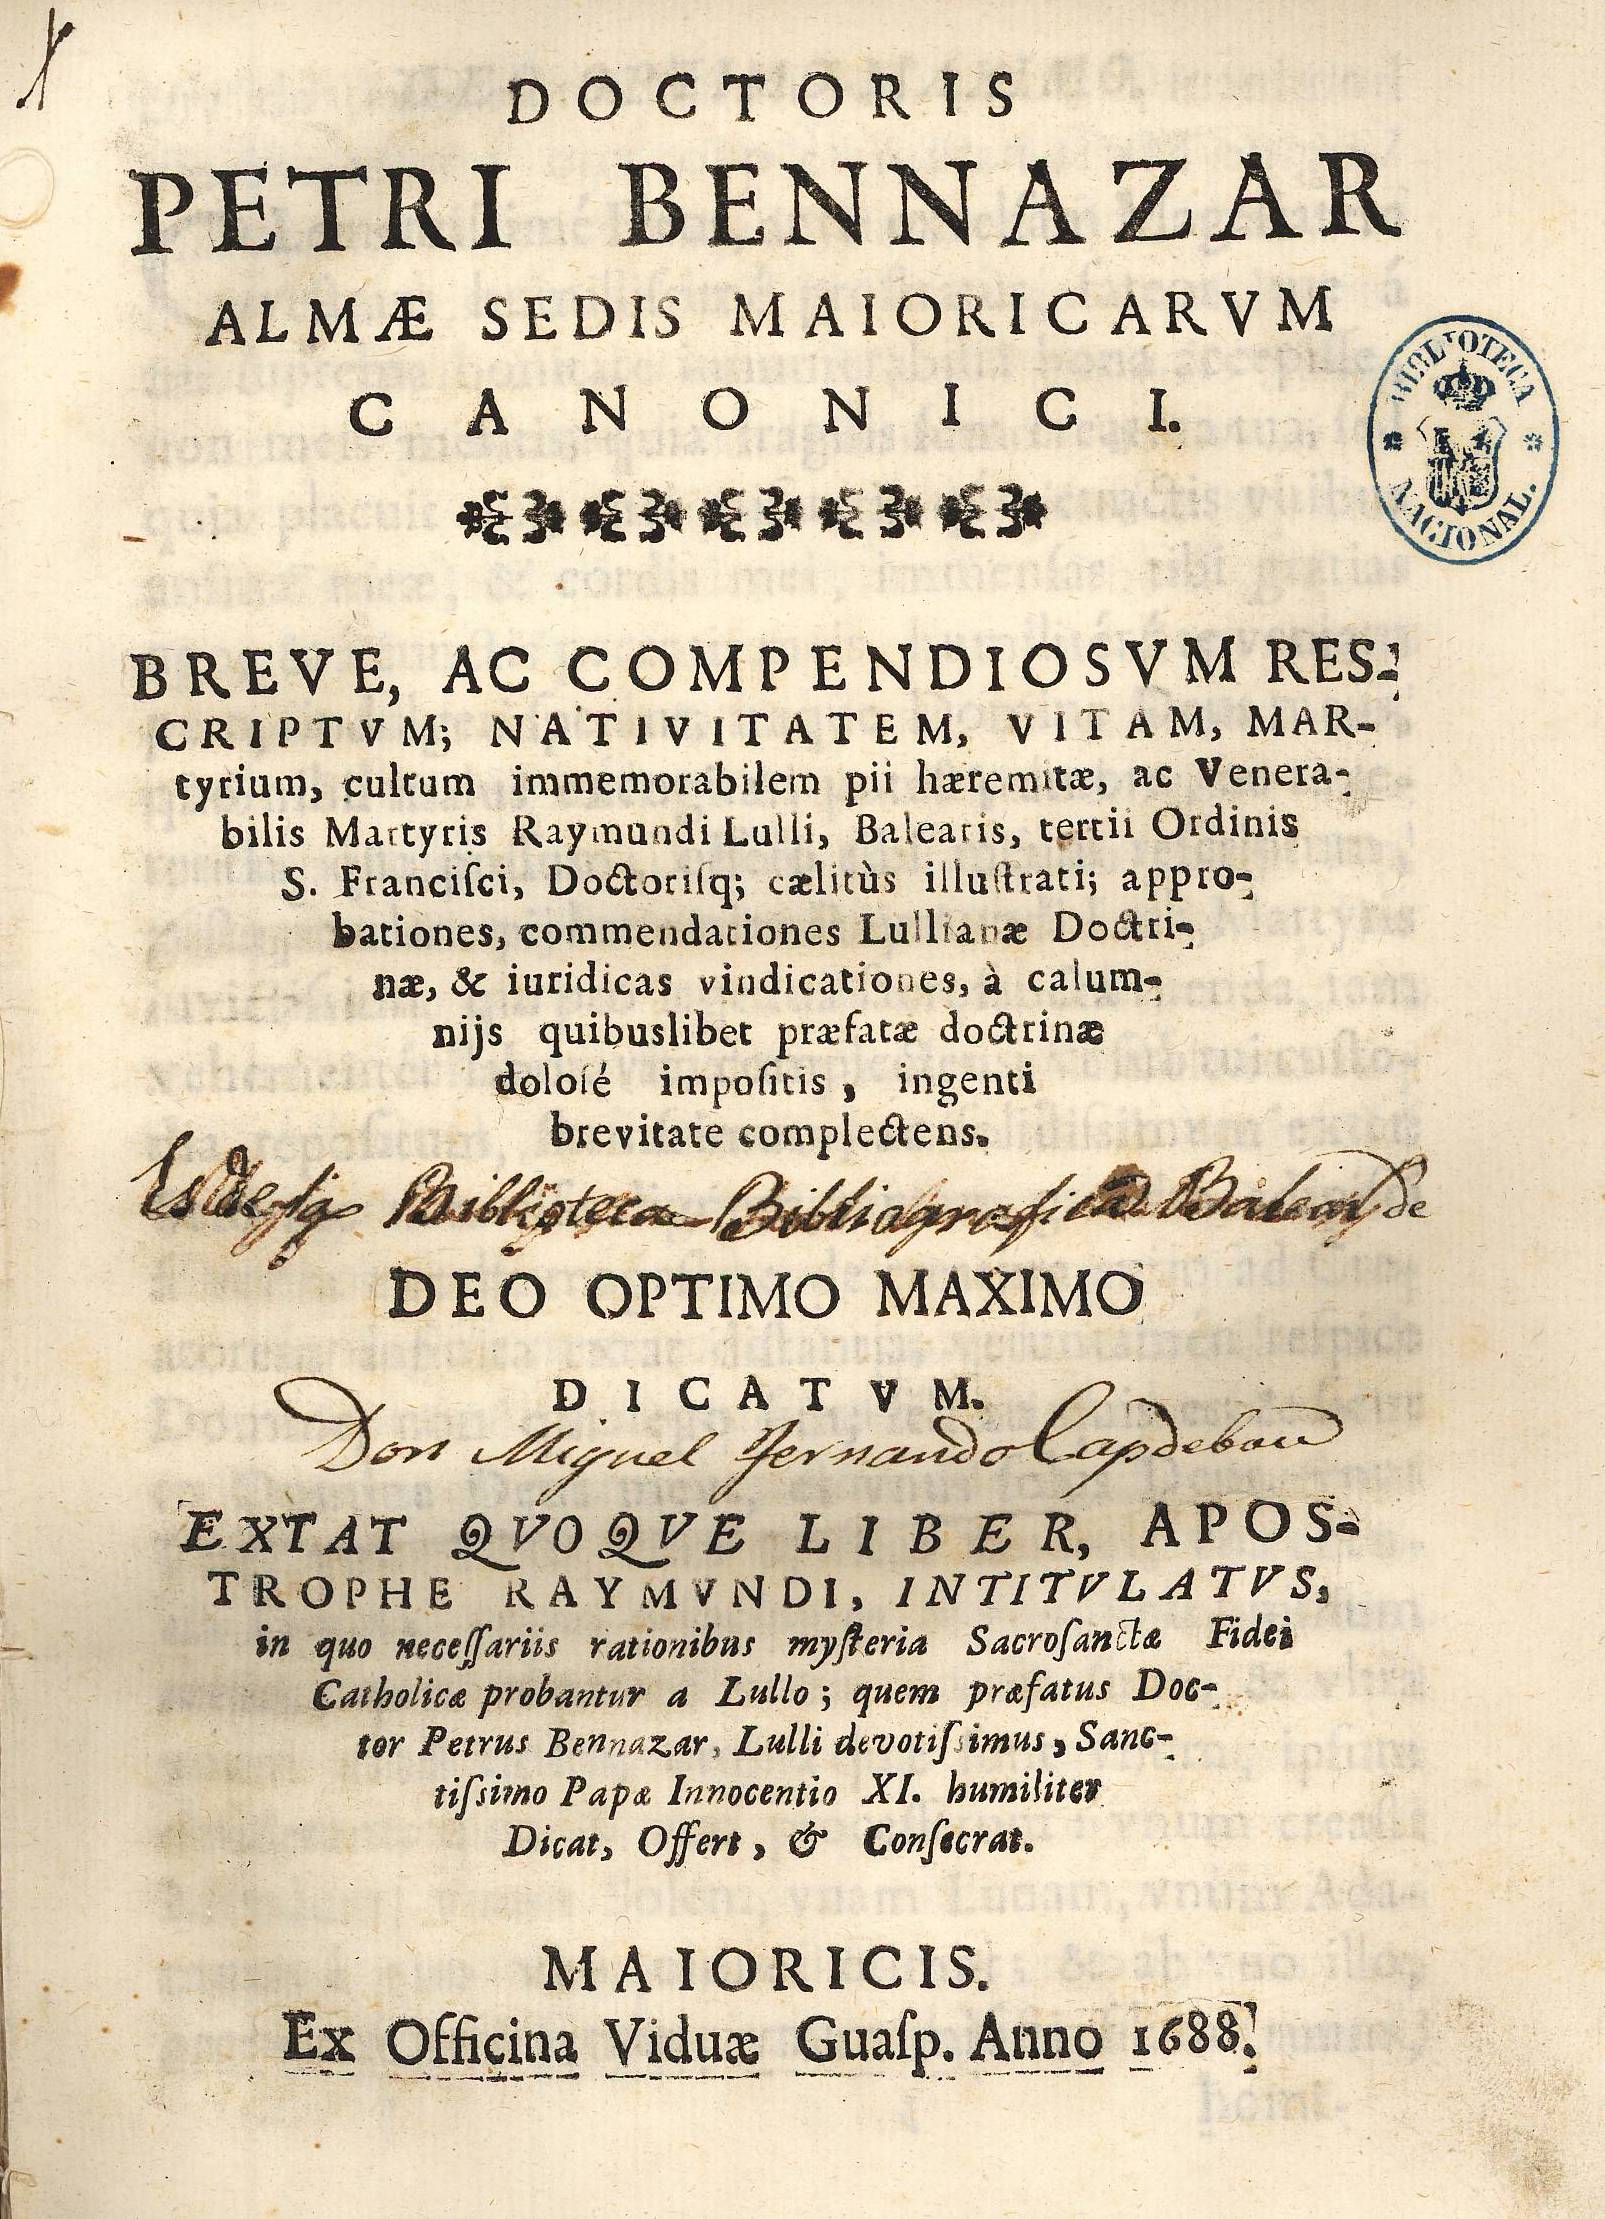 DOCTORIS
PETRI BENNAZAR
ALMÆ SEDIS MAIORICARVM
CANONICI.
BIBLIOTECA NACIONAL.
BREVE, AC COMPENDIOSVM RES-
CRIPTVM; NATIVITATEM, VITAM, MAR-
tyrium, cultum immemorabilem pii hæremitæ, ac Venera-
bilis Martyris Raymundi Lulli, Balearis, tertii Ordinis
S. Franciſci, Doctoriſq; cælitùs illuſtrati; appro-
bationes, commendationes Lullianæ Doctri-
næ, & iuridicas vindicationes, à calum-
nijs quibuslibet præfatæ doctrinæ
doloſé impoſitis, ingenti
brevitate complectens.
Biblioteca Bibliografica Balear de
DEO OPTIMO MAXIMO
DICATVM.
Don Miguel Fernando Capdebou
EXTAT QVOQVE LIBER, APOS-
TROPHE RAYMVNDI, INTITVLATVS,
in quo neceſſariis rationibus myſteria Sacroſanctæ Fidei
Catholicæ probantur a Lullo; quem præfatus Doc-
tor Petrus Bennazar, Lulli devotiſsimus, Sanc-
tiſsimo Papæ Innocentio XI. humiliter
Dicat, Offert, & Conſecrat.
MAIORICIS.
Ex Officina Viduæ Guaſp. Anno 1688.